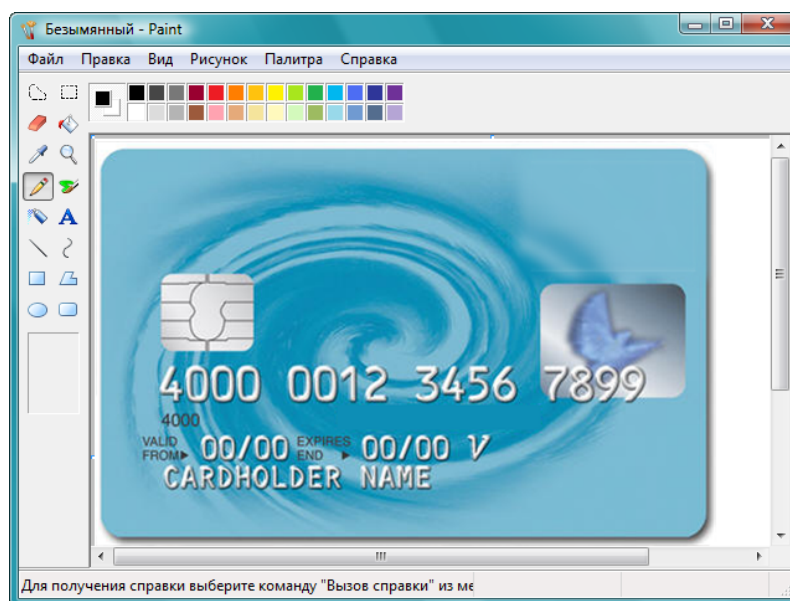 Безымянный - Paint
Файл Правка Вид Рисунок Палитра Справка
A
4000 0012 3456 7899
4000
VALID FROM▶ 00/00 EXPIRES END ▶ 00/00 V
CARDHOLDER NAME
Для получения справки выберите команду "Вызов справки" из ме